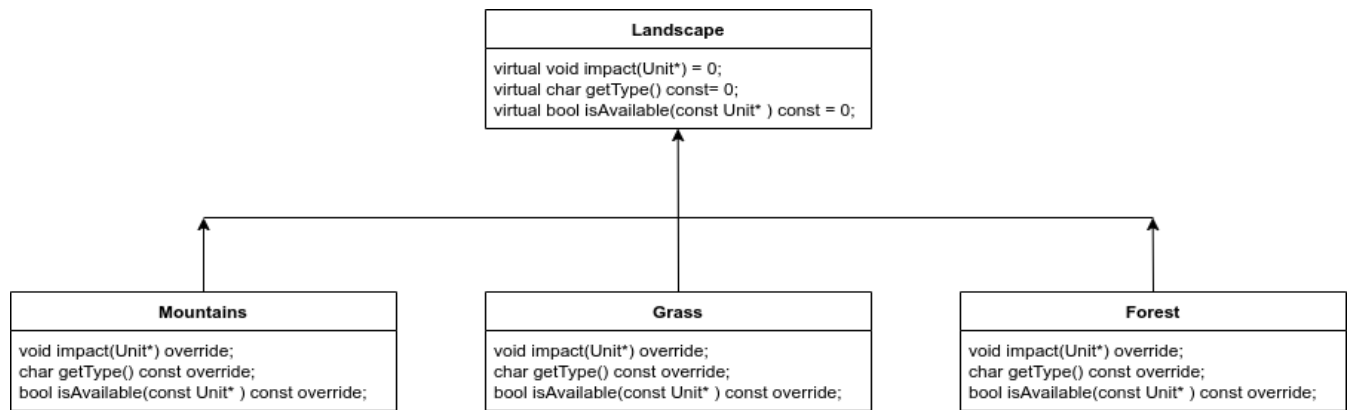 Landscape
virtual void impact(Unit*) = 0;
virtual char getType() const= 0;
virtual bool isAvailable(const Unit* ) const = 0;
Mountains
void impact(Unit*) override;
char getType() const override;
bool isAvailable(const Unit* ) const override;
Grass
void impact(Unit*) override;
char getType() const override;
bool isAvailable(const Unit* ) const override;
Forest
void impact(Unit*) override;
char getType() const override;
bool isAvailable(const Unit* ) const override;